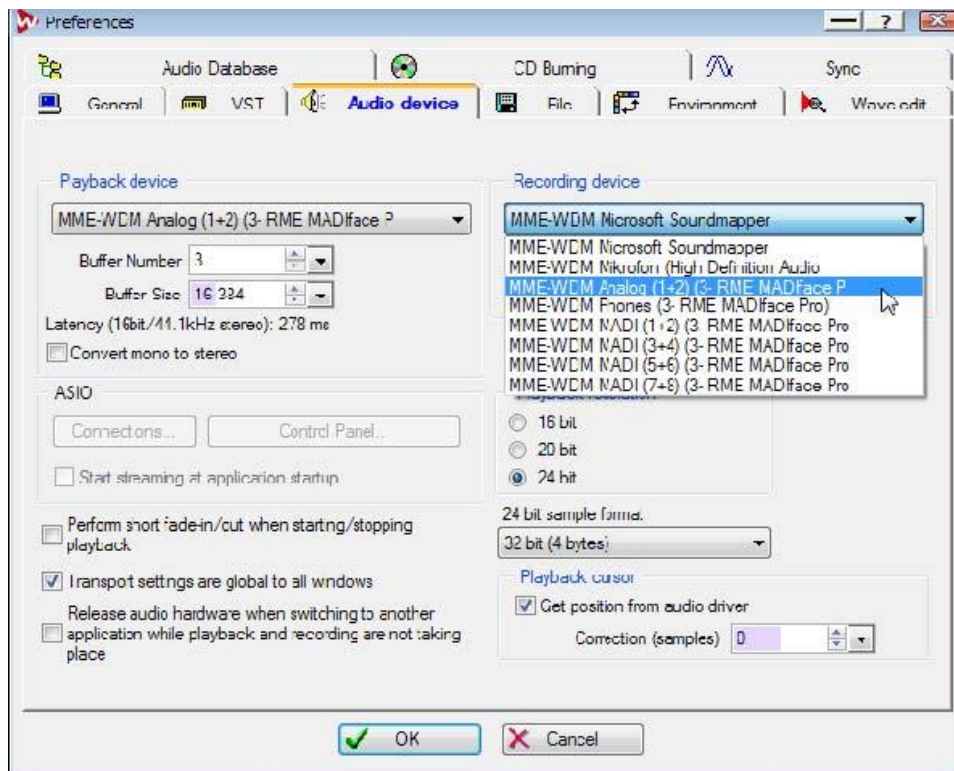 Preferences
?
Audio Database
CD Burning
Sync
General
VST
Audio device
File
Environment
Wave edit
Playback device
MME-WDM Analog (1+2) (3- RME MADIface P
Buffer Number 3
Buffer Size 16 384
Latency (16bit/44.1kHz stereo): 278 ms
Convert mono to stereo
ASIO
Connections...
Control Panel...
Start streaming at application startup
Perform short fade-in/cut when starting/stopping
playback
Transport settings are global to all windows
Release audio hardware when switching to another
application while playback and recording are not taking
place
Recording device
MME-WDM Microsoft Soundmapper
MME-WDM Microsoft Soundmapper
MME-WDM Mikrofon (High Definition Audio
MME-WDM Analog (1+2) (3- RME MADIface P
MME-WDM Phones (3- RME MADIface Pro)
MME-WDM MADI (1+2) (3- RME MADIface Pro
MME-WDM MADI (3+4) (3- RME MADIface Pro
MME-WDM MADI (5+6) (3- RME MADIface Pro
MME-WDM MADI (7+8) (3- RME MADIface Pro
Playback resolution
16 bit
20 bit
24 bit
24 bit sample format
32 bit (4 bytes)
Playback cursor
Get position from audio driver
Correction (samples) 0
OK
Cancel